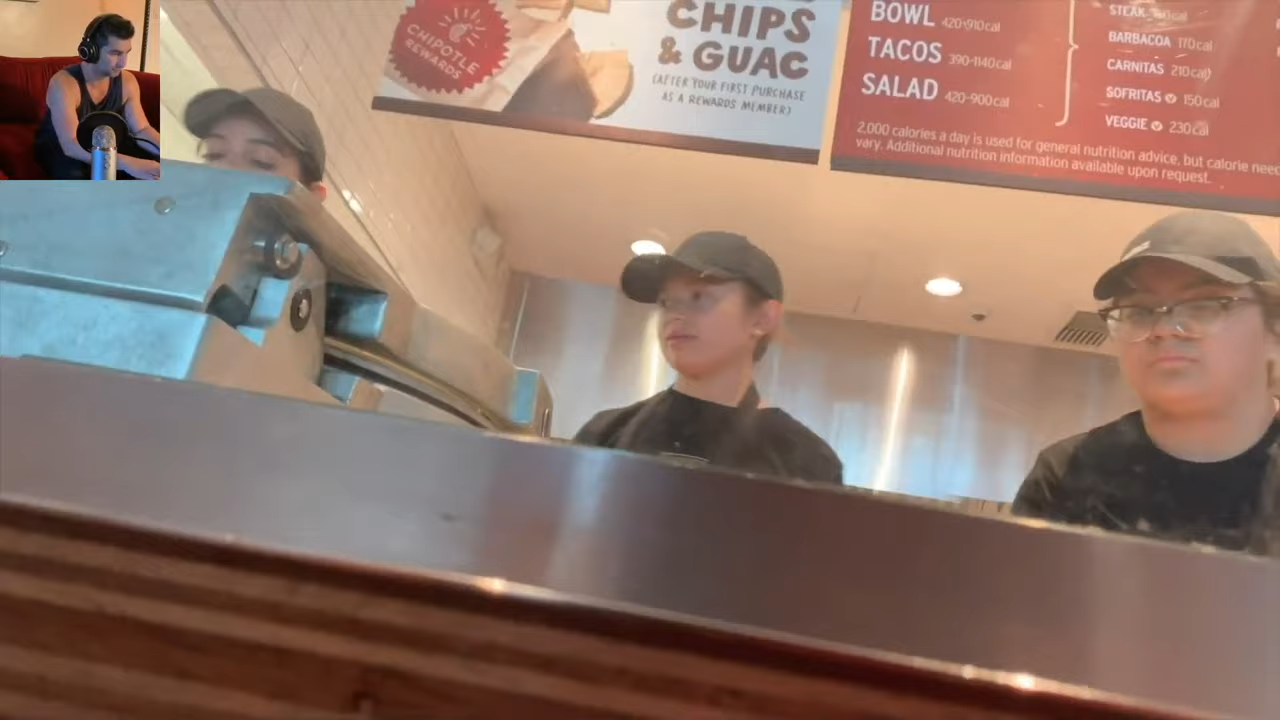 CHIPOTLE
REWARDS
CHIPS
& GUAC
(AFTER YOUR FIRST PURCHASE
AS A REWARDS MEMBER)
BOWL 420-910cal
TACOS 390-1140cal
SALAD 420-900cal
STEAK
BARBACOA 170cal
CARNITAS 210cal
SOFRITAS 150cal
VEGGIE 230cal
2,000 calories a day is used for general nutrition advice, but calorie
vary. Additional nutrition information available upon request.